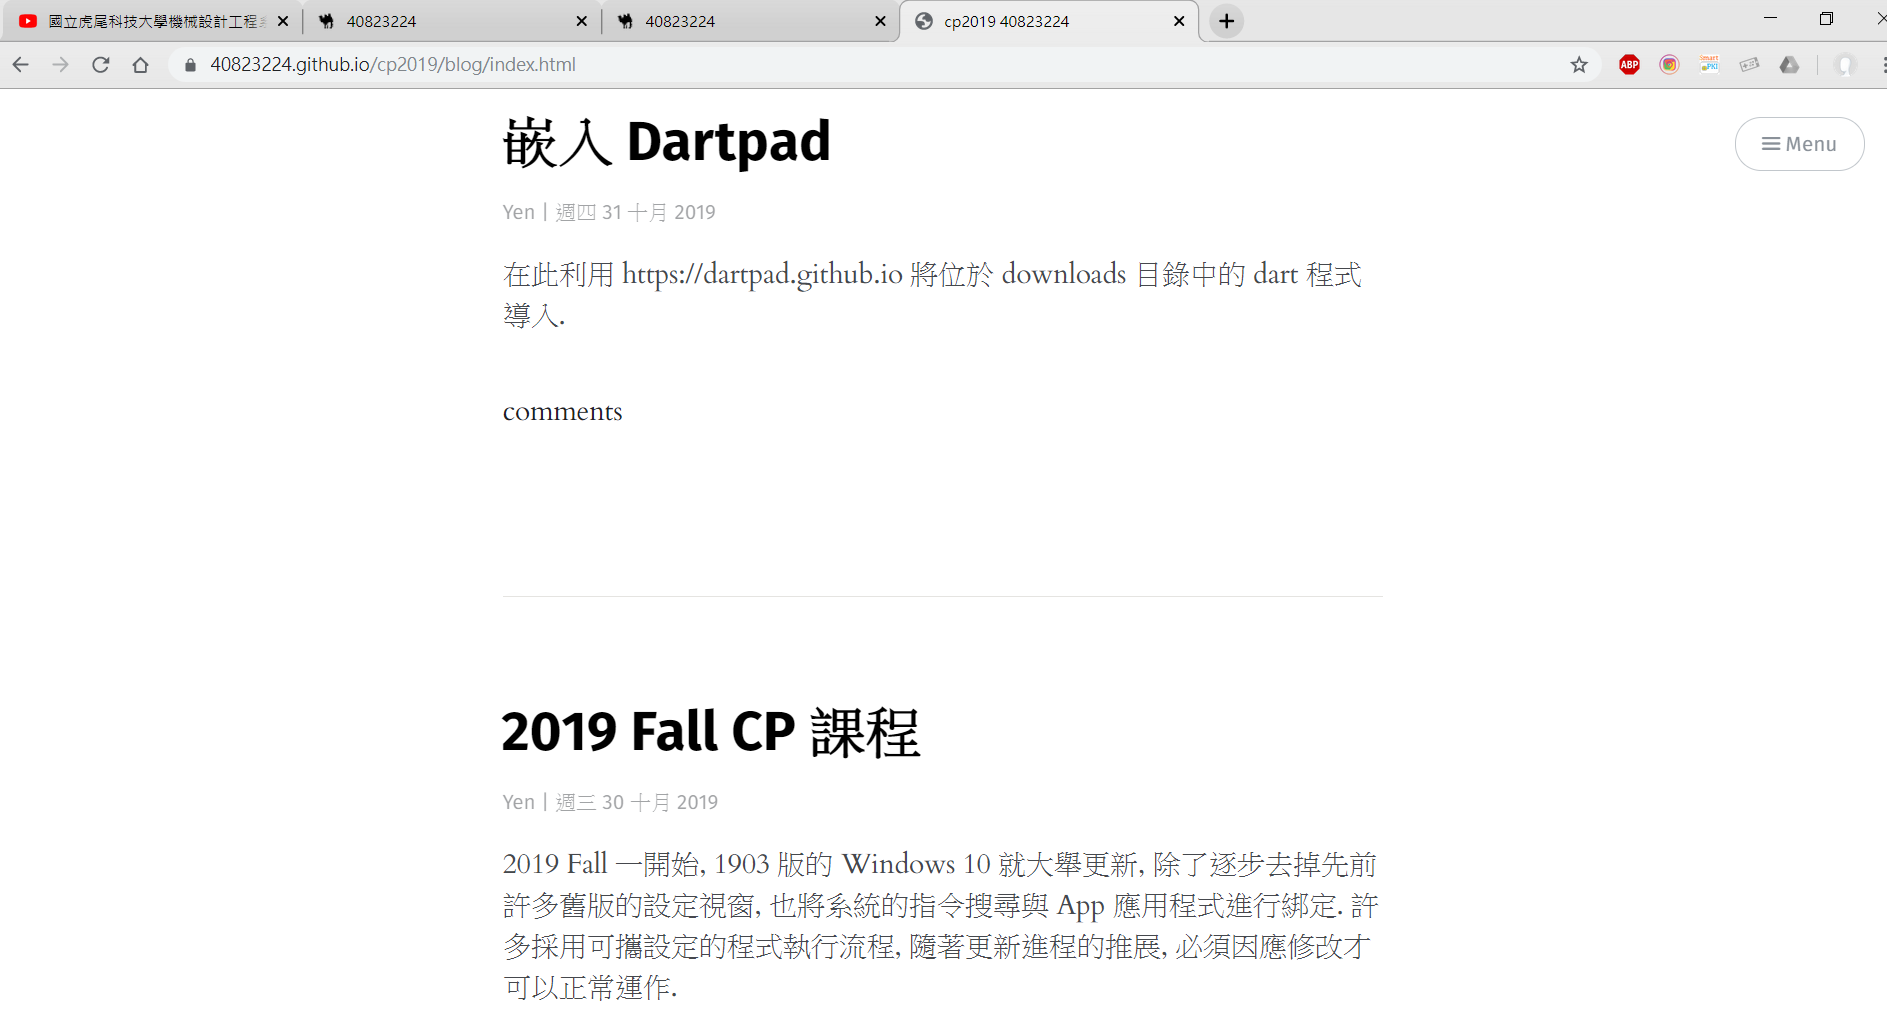 國立虎尾科技大學機械設計工程
40823224
40823224
cp2019 40823224
40823224.github.io/cp2019/blog/index.html
ABP
Smart
PKI
嵌入 Dartpad
Menu
Yen | 週四 31 十月 2019
在此利用 https://dartpad.github.io 將位於 downloads 目錄中的 dart 程式
導入.
comments
2019 Fall CP 課程
Yen | 週三 30 十月 2019
2019 Fall 一開始, 1903 版的 Windows 10 就大舉更新, 除了逐步去掉先前
許多舊版的設定視窗, 也將系統的指令搜尋與 App 應用程式進行綁定. 許
多採用可攜設定的程式執行流程, 隨著更新進程的推展, 必須因應修改才
可以正常運作.